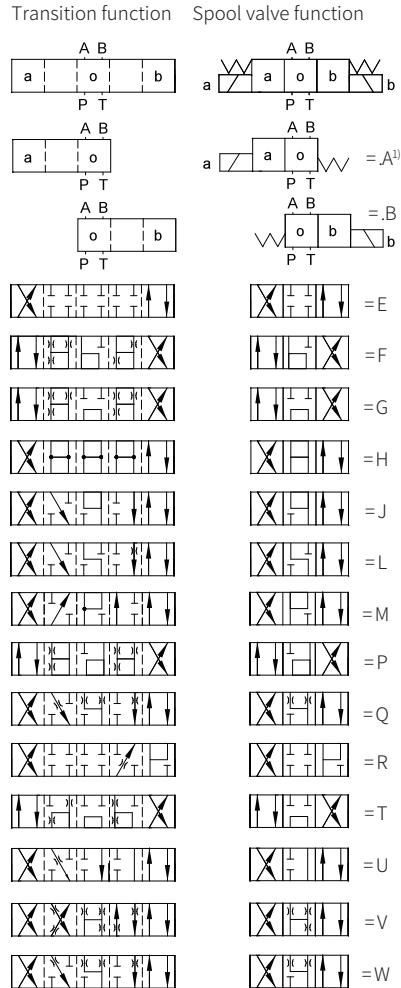 Transition function Spool valve function
A B A B
a o b a a o b b
P T P T
A B A B
a o a a o = .A¹⁾
P T P T
A B A B = .B
o b o b b
P T P T
= E
= F
= G
= H
= J
= L
= M
= P
= Q
= R
= T
= U
= V
= W